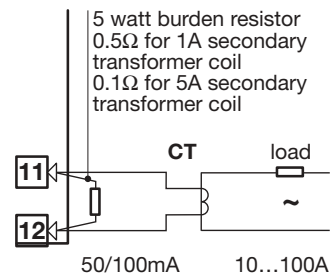 5 watt burden resistor
0.5Ω for 1A secondary
transformer coil
0.1Ω for 5A secondary
transformer coil
CT
load
11
12
~
50/100mA
10...100A